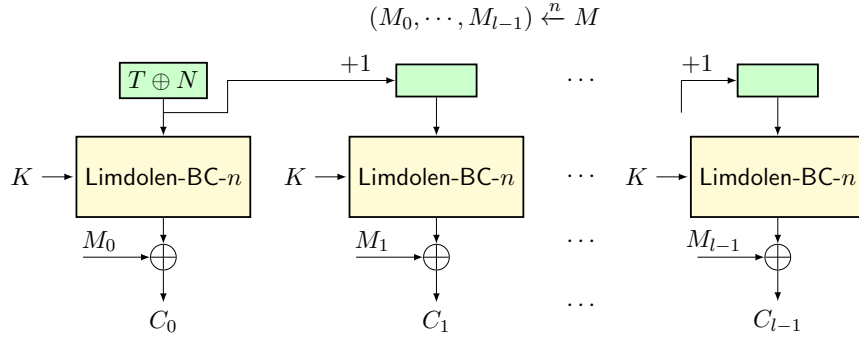 (M_0, ⋯, M_{l−1}) ←^n M
T ⊕ N +1 ⋯ +1
K Limdolen-BC-n K Limdolen-BC-n ⋯ K Limdolen-BC-n
M_0 M_1 ⋯ M_{l−1}
C_0 C_1 ⋯ C_{l−1}